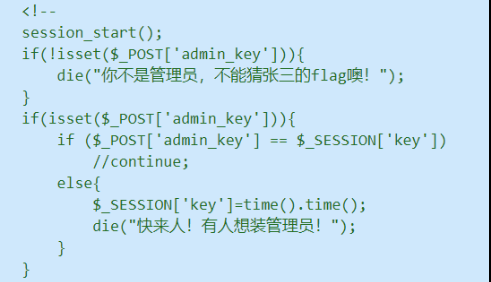 <!--
session_start();
if(!isset($_POST['admin_key'])){
die("你不是管理员，不能猜张三的flag噢！");
}
if(isset($_POST['admin_key'])){
if ($_POST['admin_key'] == $_SESSION['key'])
//continue;
else{
$_SESSION['key']=time().time();
die("快来人！有人想装管理员！");
}
}